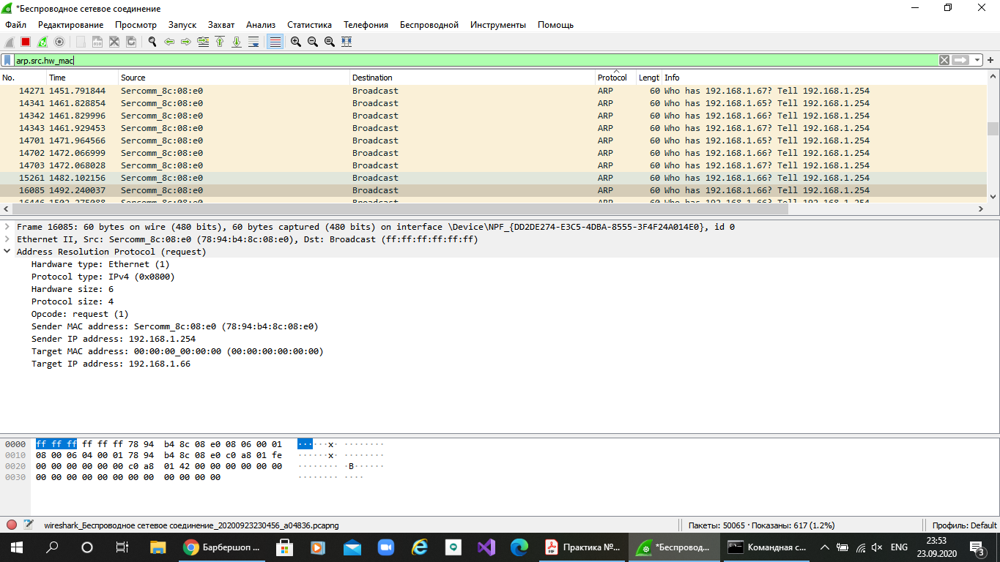 *Беспроводное сетевое соединение
Файл Редактирование Просмотр Запуск Захват Анализ Статистика Телефония Беспроводной Инструменты Помощь
arp.src.hw_mac
No. Time Source Destination Protocol Lengt Info
14271 1451.791844 Sercomm_8c:08:e0 Broadcast ARP 60 Who has 192.168.1.67? Tell 192.168.1.254
14341 1461.828854 Sercomm_8c:08:e0 Broadcast ARP 60 Who has 192.168.1.65? Tell 192.168.1.254
14342 1461.829996 Sercomm_8c:08:e0 Broadcast ARP 60 Who has 192.168.1.66? Tell 192.168.1.254
14343 1461.929453 Sercomm_8c:08:e0 Broadcast ARP 60 Who has 192.168.1.67? Tell 192.168.1.254
14701 1471.964566 Sercomm_8c:08:e0 Broadcast ARP 60 Who has 192.168.1.65? Tell 192.168.1.254
14702 1472.066999 Sercomm_8c:08:e0 Broadcast ARP 60 Who has 192.168.1.66? Tell 192.168.1.254
14703 1472.068028 Sercomm_8c:08:e0 Broadcast ARP 60 Who has 192.168.1.67? Tell 192.168.1.254
15261 1482.102156 Sercomm_8c:08:e0 Broadcast ARP 60 Who has 192.168.1.66? Tell 192.168.1.254
16085 1492.240037 Sercomm_8c:08:e0 Broadcast ARP 60 Who has 192.168.1.66? Tell 192.168.1.254
16446 1502.275088 Sercomm_8c:08:e0 Broadcast ARP 60 Who has 192.168.1.66? Tell 192.168.1.254
Frame 16085: 60 bytes on wire (480 bits), 60 bytes captured (480 bits) on interface \Device\NPF_{DD2DE274-E3C5-4DBA-8555-3F4F24A014E0}, id 0
Ethernet II, Src: Sercomm_8c:08:e0 (78:94:b4:8c:08:e0), Dst: Broadcast (ff:ff:ff:ff:ff:ff)
Address Resolution Protocol (request)
Hardware type: Ethernet (1)
Protocol type: IPv4 (0x0800)
Hardware size: 6
Protocol size: 4
Opcode: request (1)
Sender MAC address: Sercomm_8c:08:e0 (78:94:b4:8c:08:e0)
Sender IP address: 192.168.1.254
Target MAC address: 00:00:00_00:00:00 (00:00:00:00:00:00)
Target IP address: 192.168.1.66
0000 ff ff ff ff ff ff 78 94 b4 8c 08 e0 08 06 00 01 ······x· ········
0010 08 00 06 04 00 01 78 94 b4 8c 08 e0 c0 a8 01 fe ······x· ········
0020 00 00 00 00 00 00 c0 a8 01 42 00 00 00 00 00 00 ········ ·B······
0030 00 00 00 00 00 00 00 00 00 00 00 00 ········ ····
wireshark_Беспроводное сетевое соединение_20200923230456_a04836.pcapng Пакеты: 50065 · Показаны: 617 (1.2%) Профиль: Default
Барбершоп ... Практика №... *Беспровод... Командная с... ENG 23:53
23.09.2020 3